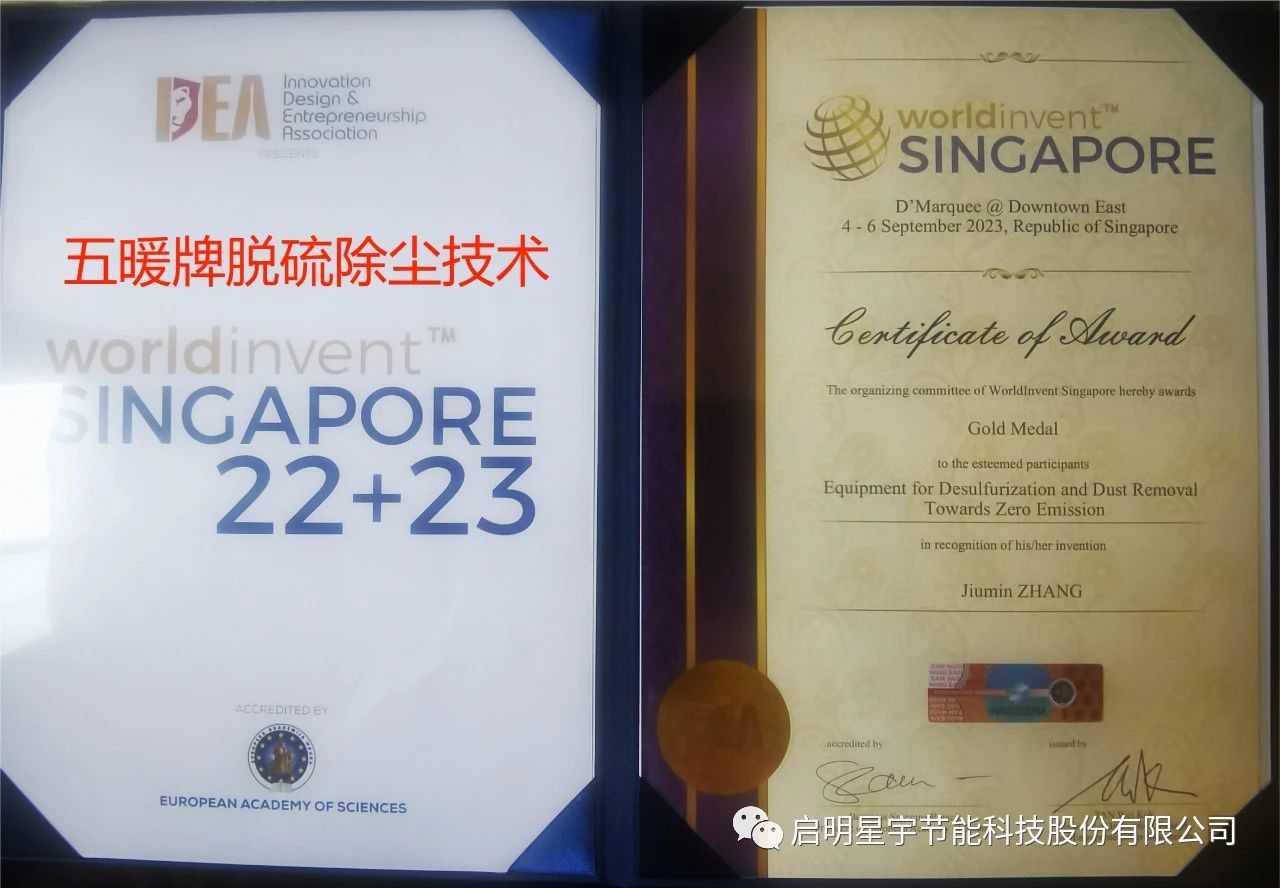 IDEA
Innovation
Design &
Entrepreneurship
Association
PRESENTS
五暖牌脱硫除尘技术
worldinvent™
SINGAPORE
22+23
ACCREDITED BY
EUROPEAN ACADEMY OF SCIENCES
worldinvent™
SINGAPORE
D'Marquee @ Downtown East
4 - 6 September 2023, Republic of Singapore
Certificate of Award
The organizing committee of WorldInvent Singapore hereby awards
Gold Medal
to the esteemed participants
Equipment for Desulfurization and Dust Removal
Towards Zero Emission
in recognition of his/her invention
Jiumin ZHANG
accredited by
issued by
启明星宇节能科技股份有限公司